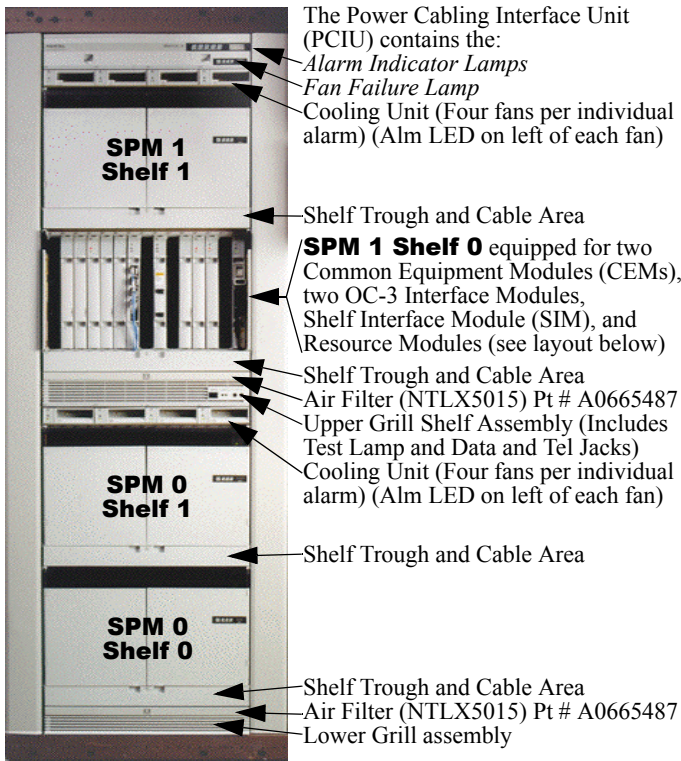 The Power Cabling Interface Unit
(PCIU) contains the:
Alarm Indicator Lamps
Fan Failure Lamp
Cooling Unit (Four fans per individual
alarm) (Alm LED on left of each fan)
SPM 1
Shelf 1
Shelf Trough and Cable Area
SPM 1 Shelf 0 equipped for two
Common Equipment Modules (CEMs),
two OC-3 Interface Modules,
Shelf Interface Module (SIM), and
Resource Modules (see layout below)
Shelf Trough and Cable Area
Air Filter (NTLX5015) Pt # A0665487
Upper Grill Shelf Assembly (Includes
Test Lamp and Data and Tel Jacks)
Cooling Unit (Four fans per individual
alarm) (Alm LED on left of each fan)
SPM 0
Shelf 1
Shelf Trough and Cable Area
SPM 0
Shelf 0
Shelf Trough and Cable Area
Air Filter (NTLX5015) Pt # A0665487
Lower Grill assembly